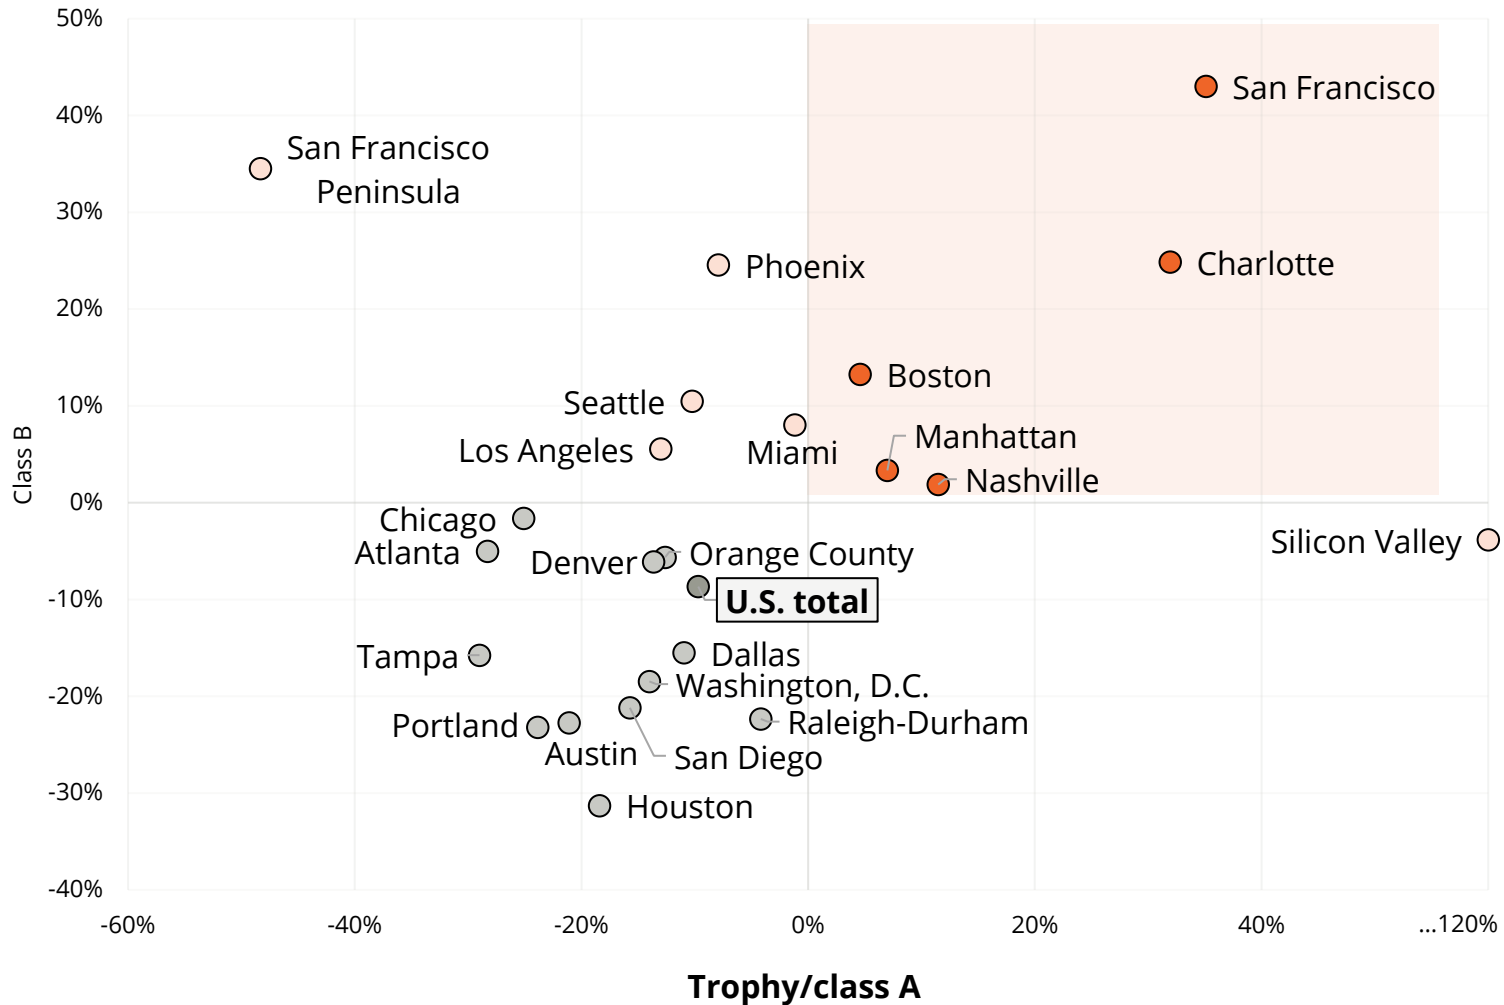 50%
San Francisco
40%
San Francisco
Peninsula
30%
Phoenix
Charlotte
20%
Boston
Seattle
10%
Manhattan
Los Angeles
Miami
Nashville
Class B
0%
Chicago
Silicon Valley
Atlanta
Denver
Orange County
-10%
U.S. total
Tampa
Dallas
Washington, D.C.
-20%
Portland
Raleigh-Durham
Austin
San Diego
-30%
Houston
-40%
-60% -40% -20% 0% 20% 40% ...120%
Trophy/class A